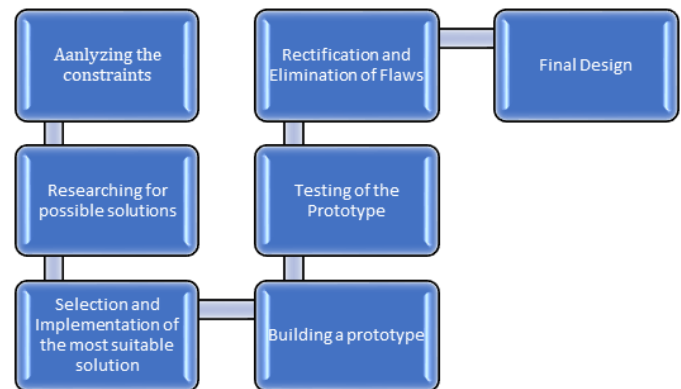 Aanlyzing the
constraints
Researching for
possible solutions
Selection and
Implementation of
the most suitable
solution
Building a prototype
Testing of the
Prototype
Rectification and
Elimination of Flaws
Final Design